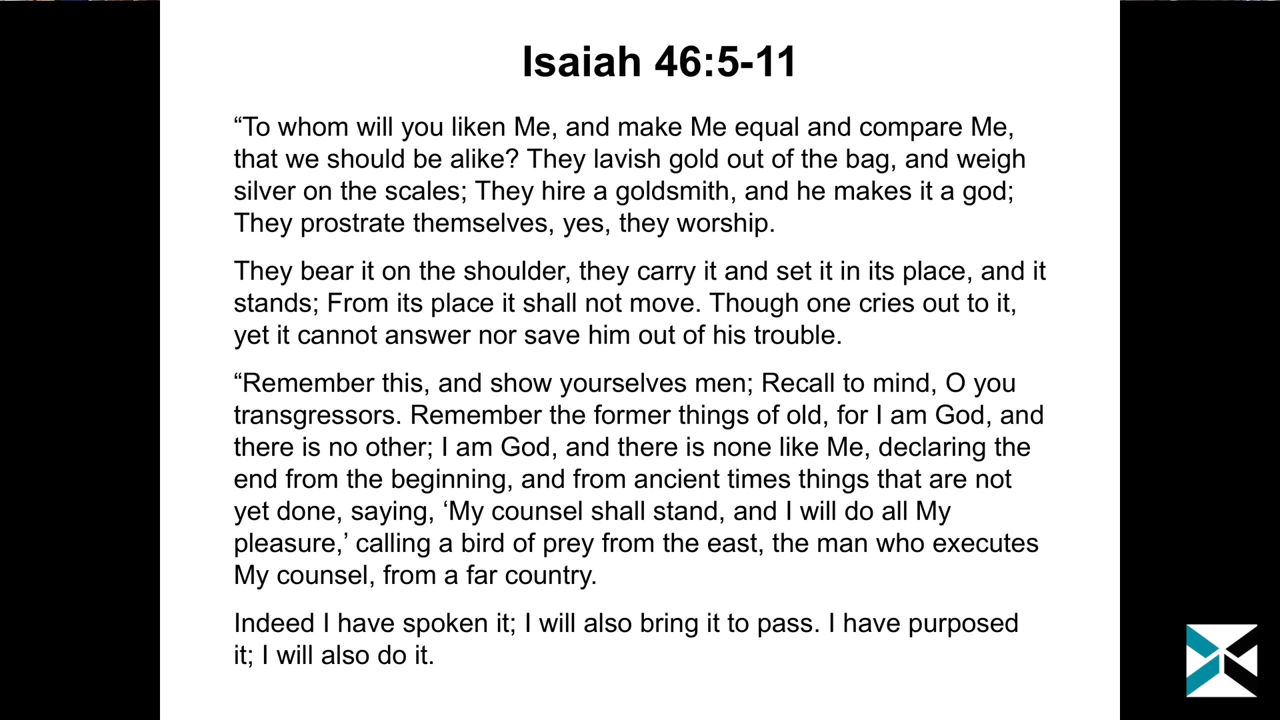 Isaiah 46:5-11
“To whom will you liken Me, and make Me equal and compare Me,
that we should be alike? They lavish gold out of the bag, and weigh
silver on the scales; They hire a goldsmith, and he makes it a god;
They prostrate themselves, yes, they worship.
They bear it on the shoulder, they carry it and set it in its place, and it
stands; From its place it shall not move. Though one cries out to it,
yet it cannot answer nor save him out of his trouble.
“Remember this, and show yourselves men; Recall to mind, O you
transgressors. Remember the former things of old, for I am God, and
there is no other; I am God, and there is none like Me, declaring the
end from the beginning, and from ancient times things that are not
yet done, saying, ‘My counsel shall stand, and I will do all My
pleasure,’ calling a bird of prey from the east, the man who executes
My counsel, from a far country.
Indeed I have spoken it; I will also bring it to pass. I have purposed
it; I will also do it.